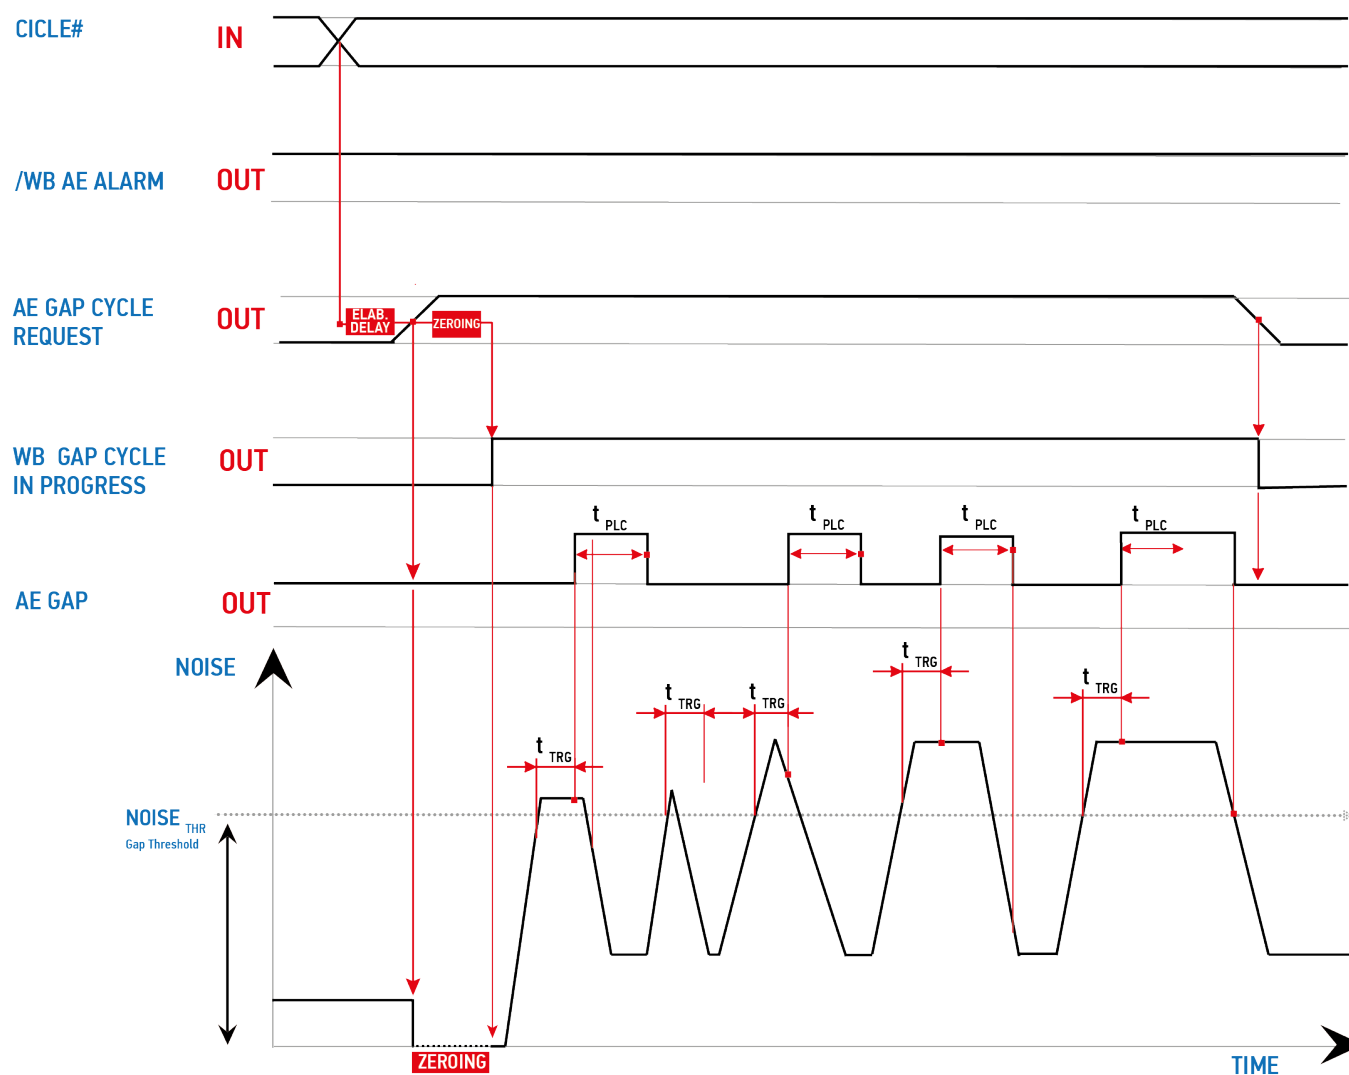 CICLE#
IN
/WB AE ALARM
OUT
AE GAP CYCLE
REQUEST
OUT
ELAB.
DELAY
ZEROING
WB GAP CYCLE
IN PROGRESS
OUT
t PLC
t PLC
t PLC
t PLC
AE GAP
OUT
NOISE
t TRG
t TRG
t TRG
t TRG
t TRG
NOISE THR
Gap Threshold
ZEROING
TIME